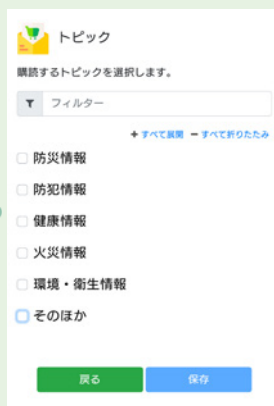 トピック
購読するトピックを選択します。
フィルター
+ すべて展開 − すべて折りたたみ
防災情報
防犯情報
健康情報
火災情報
環境・衛生情報
そのほか
戻る 保存